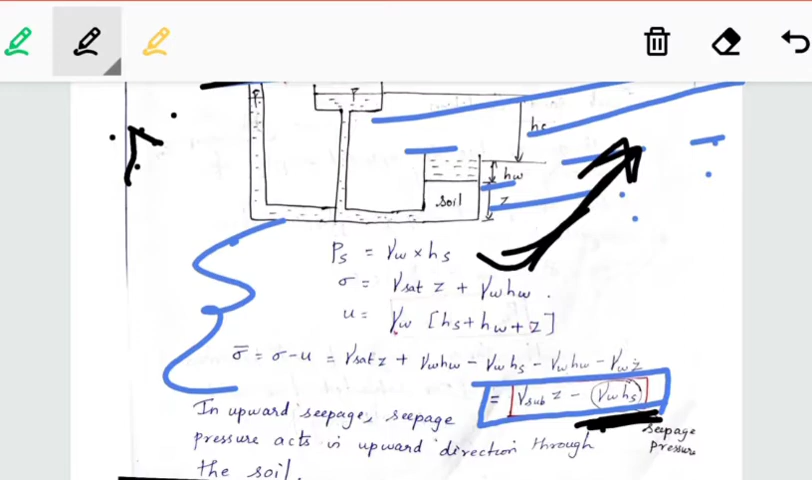 hs
hw
soil
z
Ps = γw × hs
σ = γsat z + γw hw .
u = γw [hs + hw + z]
σ̅ = σ - u = γsat z + γw hw - γw hs - γw hw - γw z
= γsub z - (γw hs)
In upward seepage, seepage
pressure acts in upward direction through
the soil.
seepage
pressure